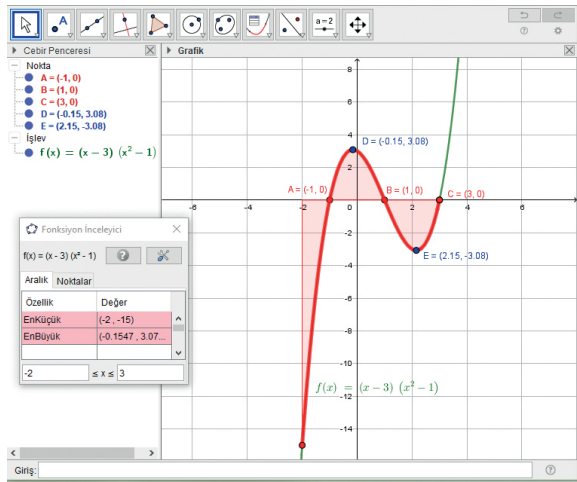 A
a = 2
Cebir Penceresi
Grafik
Nokta
A = (-1, 0)
B = (1, 0)
C = (3, 0)
D = (-0.15, 3.08)
E = (2.15, -3.08)
İşlev
f (x) = (x − 3) (x² − 1)
8
6
4
2
0
-2
-4
-6
-8
-10
-12
-14
-6
-4
-2
2
4
6
D = (-0.15, 3.08)
A = (-1, 0)
B = (1, 0)
C = (3, 0)
E = (2.15, -3.08)
f(x) = (x − 3) (x² − 1)
Fonksiyon İnceleyici
f(x) = (x - 3) (x² - 1)
Aralık Noktalar
Özellik Değer
EnKüçük (-2 , -15)
EnBüyük (-0.1547 , 3.07...
-2 ≤ x ≤ 3
Giriş: